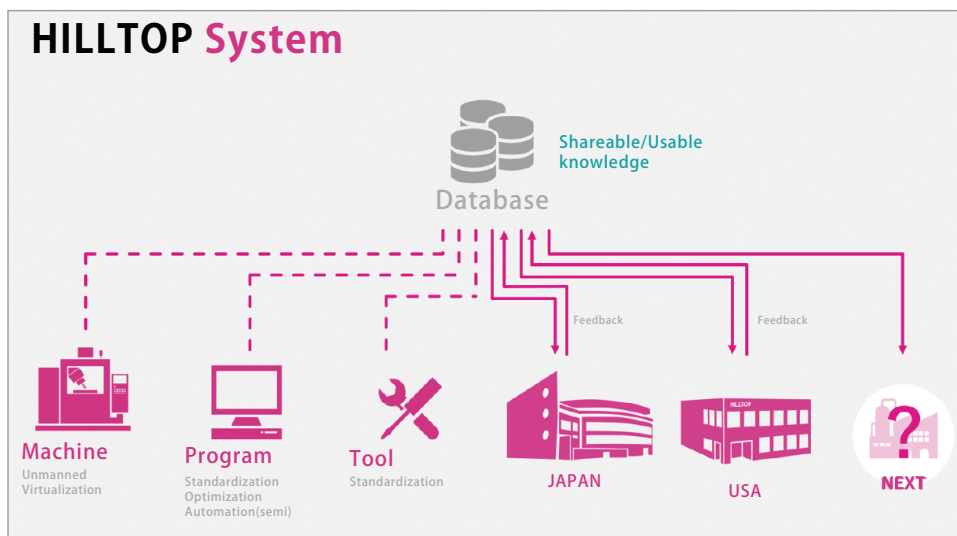 HILLTOP System
Shareable/Usable
knowledge
Database
Feedback
Feedback
Machine
Unmanned
Virtualization
Program
Standardization
Optimization
Automation(semi)
Tool
Standardization
JAPAN
HILLTOP
USA
?
NEXT